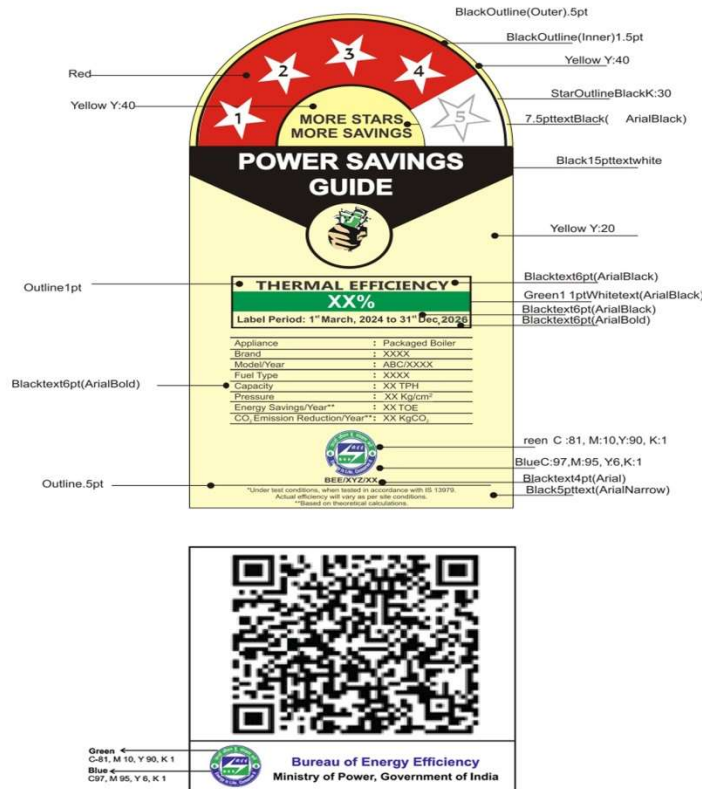 BlackOutline(Outer).5pt
BlackOutline(Inner)1.5pt
Yellow Y:40
Red
StarOutlineBlackK:30
Yellow Y:40
7.5pttextBlack( ArialBlack)
1 2 3 4 5
MORE STARS
MORE SAVINGS
POWER SAVINGS
GUIDE
Black15pttextwhite
Yellow Y:20
Outline1pt
THERMAL EFFICIENCY
Blacktext6pt(ArialBlack)
XX%
Green1 1ptWhitetext(ArialBlack)
Blacktext6pt(ArialBlack)
Label Period: 1st March, 2024 to 31st Dec, 2026
Blacktext6pt(ArialBold)
Appliance : Packaged Boiler
Brand : XXXX
Model/Year : ABC/XXXX
Fuel Type : XXXX
Blacktext6pt(ArialBold)
Capacity : XX TPH
Pressure : XX Kg/cm²
Energy Savings/Year** : XX TOE
CO₂ Emission Reduction/Year** : XX KgCO₂
reen C :81, M:10,Y:90, K:1
BlueC:97,M:95, Y:6,K:1
BEE/XYZ/XX
Blacktext4pt(Arial)
Outline.5pt
Black5pttext(ArialNarrow)
*Under test conditions, when tested in accordance with IS 13979.
Actual efficiency will vary as per site conditions.
**Based on theoretical calculations.
Green
C-81, M 10, Y 90, K 1
Blue
C97, M 95, Y 6, K 1
Bureau of Energy Efficiency
Ministry of Power, Government of India